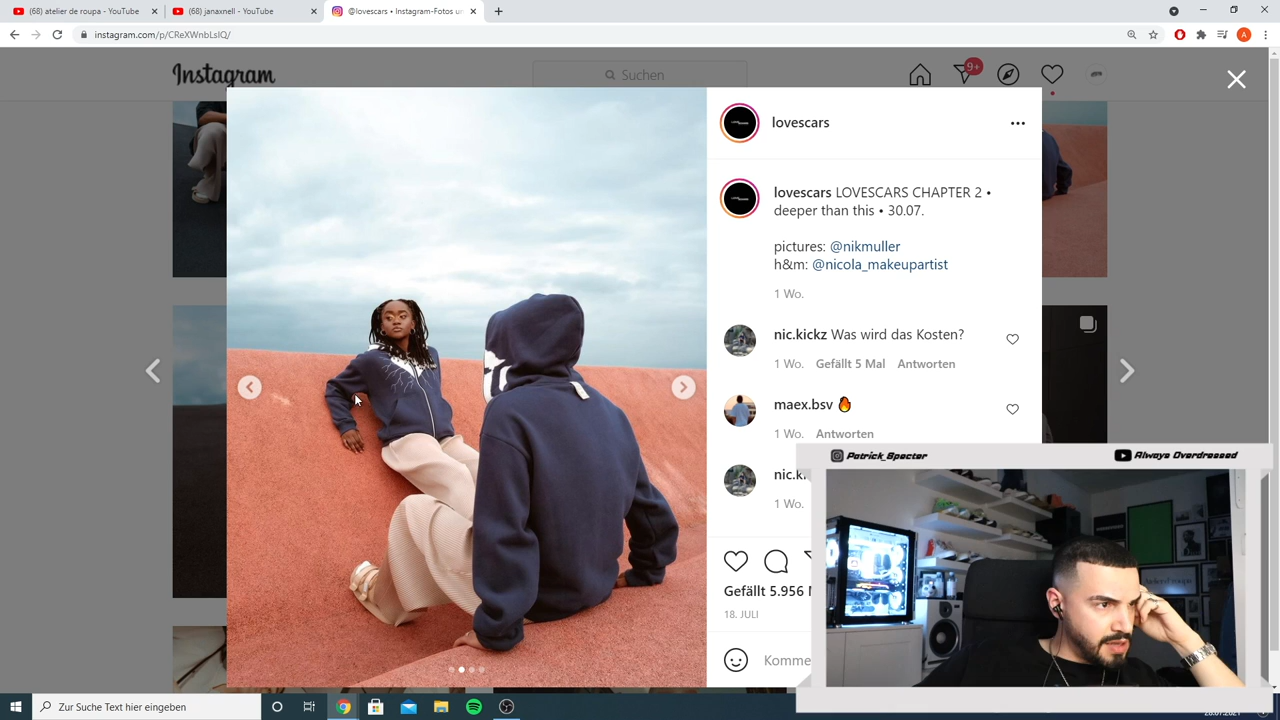 (68) atelier de roupa - YouTube
(68) janaxnell - YouTube
@lovescars • Instagram-Fotos un
instagram.com/p/CReXWnbLslQ/
A
Instagram
Suchen
9+
lovescars
lovescars LOVESCARS CHAPTER 2 •
deeper than this • 30.07.
pictures: @nikmuller
h&m: @nicola_makeupartist
1 Wo.
nic.kickz Was wird das Kosten?
1 Wo. Gefällt 5 Mal Antworten
maex.bsv 🔥
1 Wo. Antworten
1 Wo.
Gefällt 5.956
18. JULI
Patrick_Specter
Always Overdressed
Zur Suche Text hier eingeben